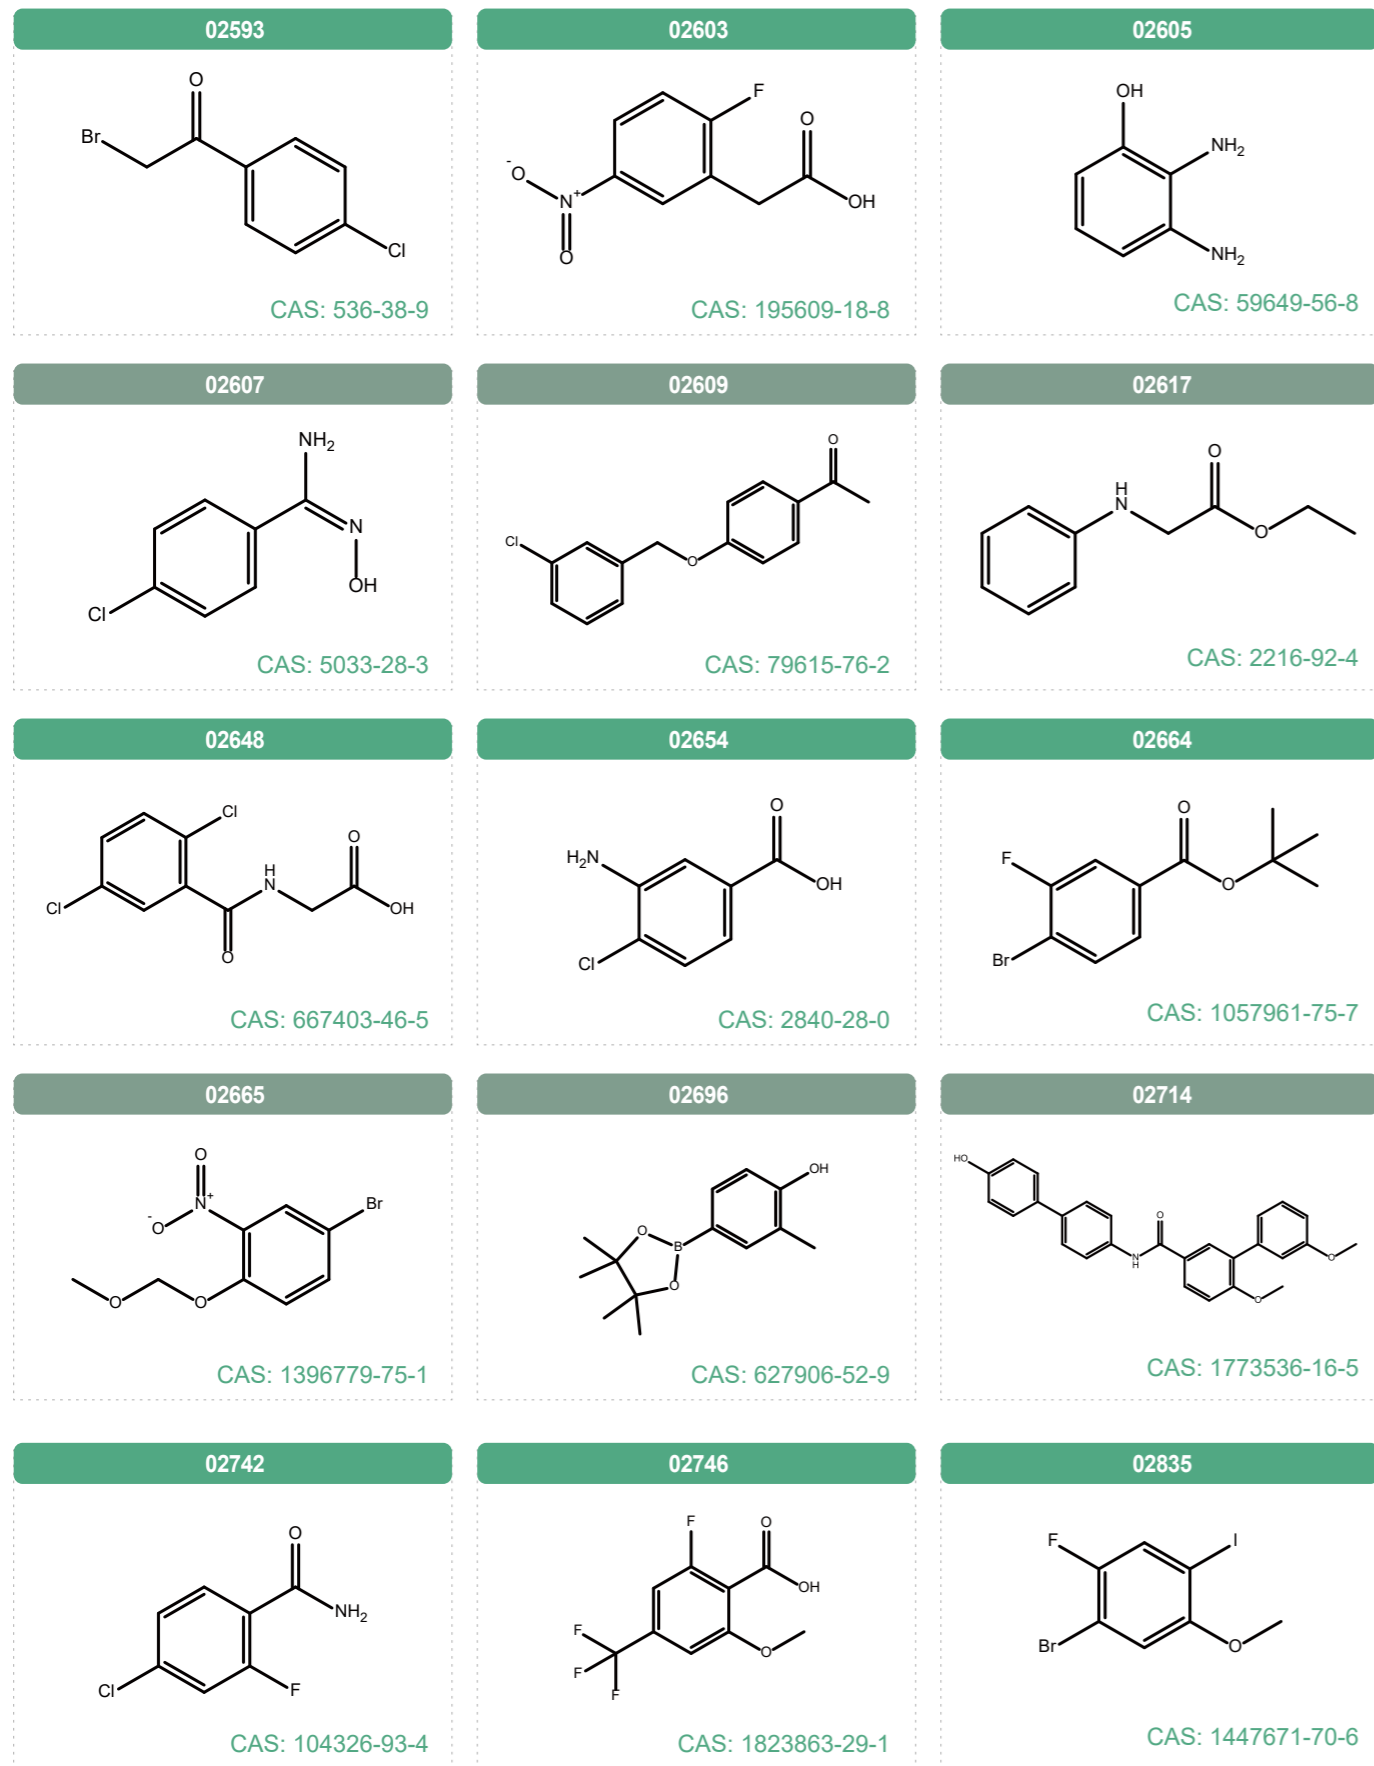 02593
02603
02605
O
Br
Cl
CAS: 536-38-9
F
O
-O
N+
O
OH
CAS: 195609-18-8
OH
NH2
NH2
CAS: 59649-56-8
02607
02609
02617
NH2
N
OH
Cl
CAS: 5033-28-3
O
Cl
O
CAS: 79615-76-2
H
N
O
O
CAS: 2216-92-4
02648
02654
02664
Cl
O
H
N
Cl
OH
O
CAS: 667403-46-5
O
H2N
OH
Cl
CAS: 2840-28-0
O
F
O
Br
CAS: 1057961-75-7
02665
02696
02714
O
N+
Br
-O
O
O
CAS: 1396779-75-1
OH
O
B
O
CAS: 627906-52-9
HO
O
N
H
O
O
CAS: 1773536-16-5
02742
02746
02835
O
NH2
Cl
F
CAS: 104326-93-4
F
O
OH
F
O
F
F
CAS: 1823863-29-1
F
I
Br
O
CAS: 1447671-70-6